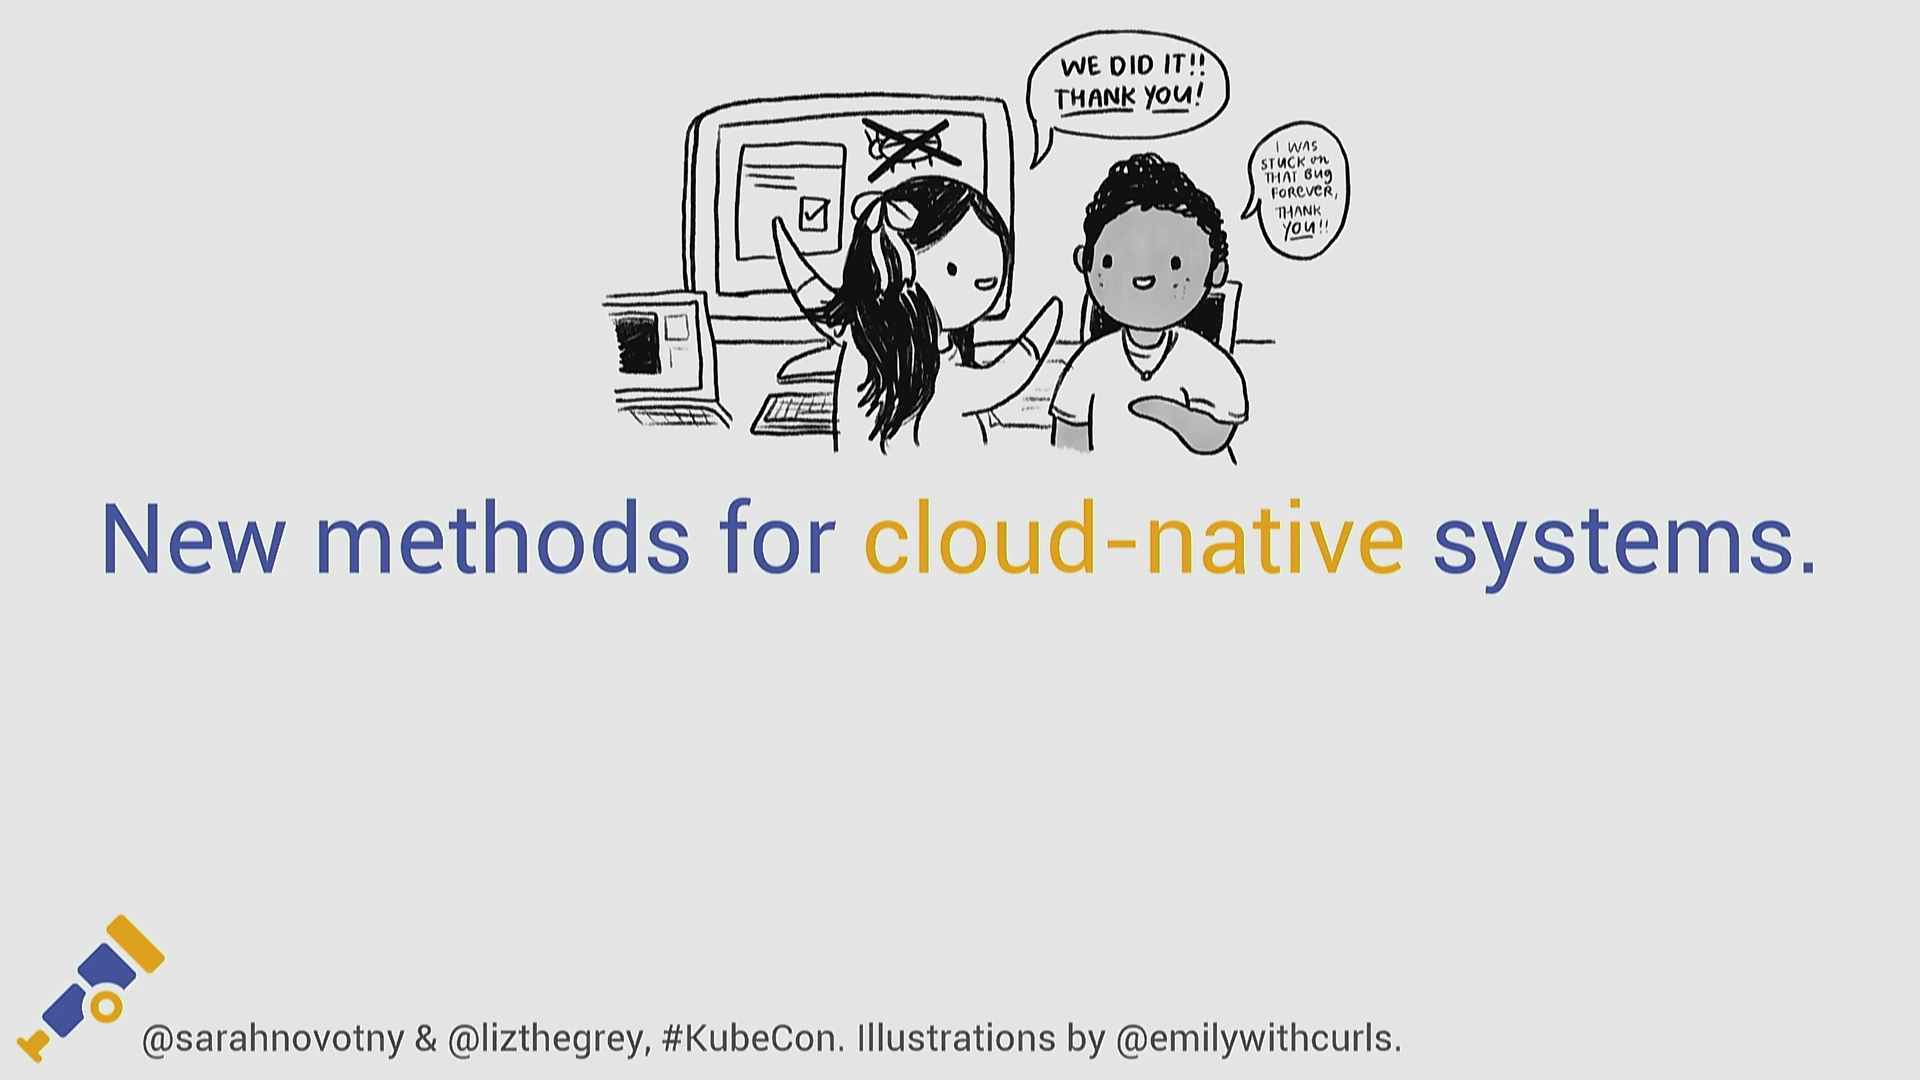 WE DID IT!!
THANK YOU!
I WAS
STUCK on
THAT Bug
FOREVER,
THANK
YOU!!
New methods for cloud-native systems.
@sarahnovotny & @lizthegrey, #KubeCon. Illustrations by @emilywithcurls.